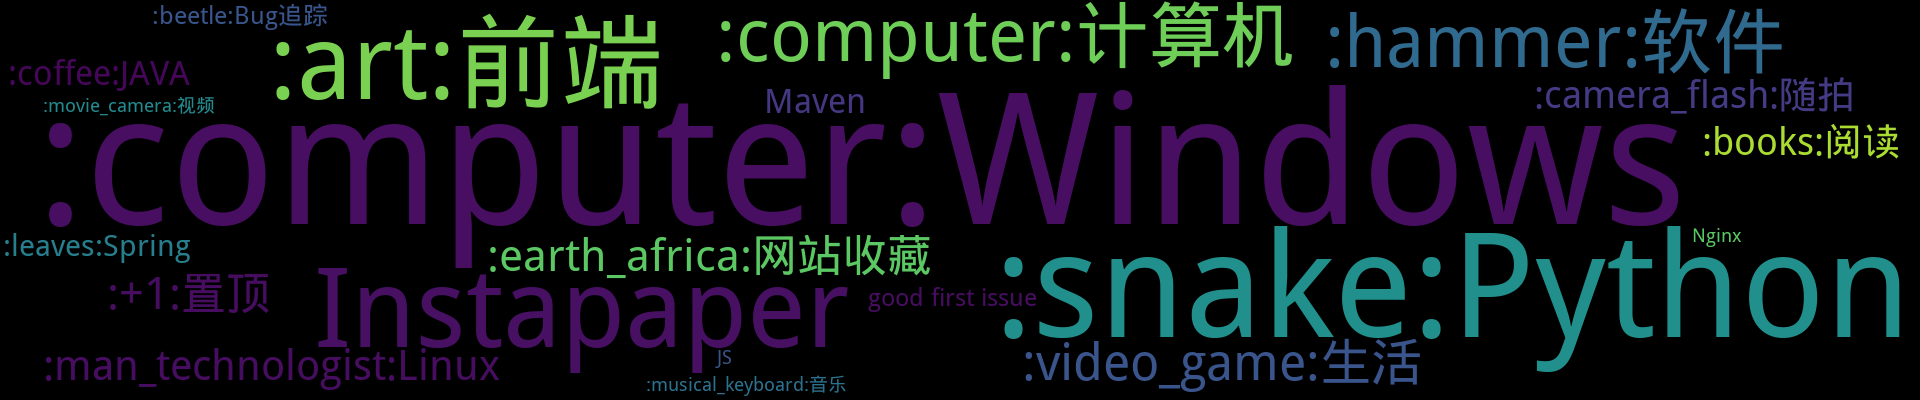 :beetle:Bug追踪
:art:前端
:computer:计算机
:hammer:软件
:coffee:JAVA
:movie_camera:视频
Maven
:camera_flash:随拍
:computer:Windows
:books:阅读
:leaves:Spring
:earth_africa:网站收藏
:snake:Python
Nginx
:+1:置顶
Instapaper
good first issue
:man_technologist:Linux
JS
:video_game:生活
:musical_keyboard:音乐